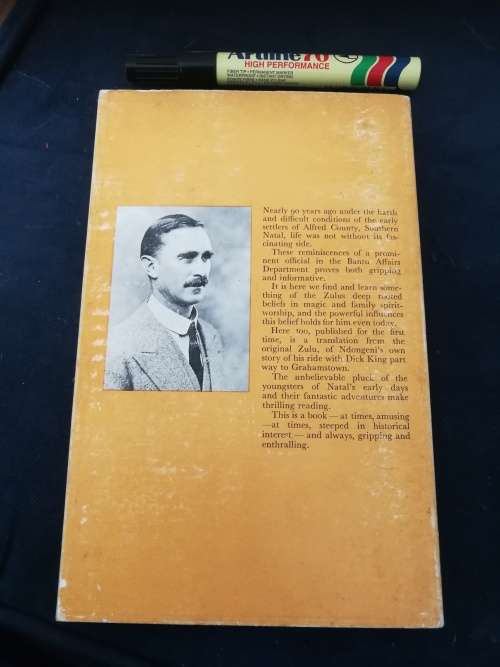 Artline 70
HIGH PERFORMANCE
Nearly 90 years ago under the harsh
and difficult conditions of the early
settlers of Alfred County, Southern
Natal, life was not without its fas-
cinating side.
These reminiscences of a promi-
nent official in the Bantu Affairs
Department proves both gripping
and informative.
It is here we find and learn some-
thing of the Zulus deep rooted
beliefs in magic and family spirit-
worship, and the powerful influences
this belief holds for him even today.
Here too, published for the first
time, is a translation from the
original Zulu, of Ndongeni's own
story of his ride with Dick King part
way to Grahamstown.
The unbelievable pluck of the
youngsters of Natal's early days
and their fantastic adventures make
thrilling reading.
This is a book — at times, amusing
—at times, steeped in historical
interest — and always, gripping and
enthralling.